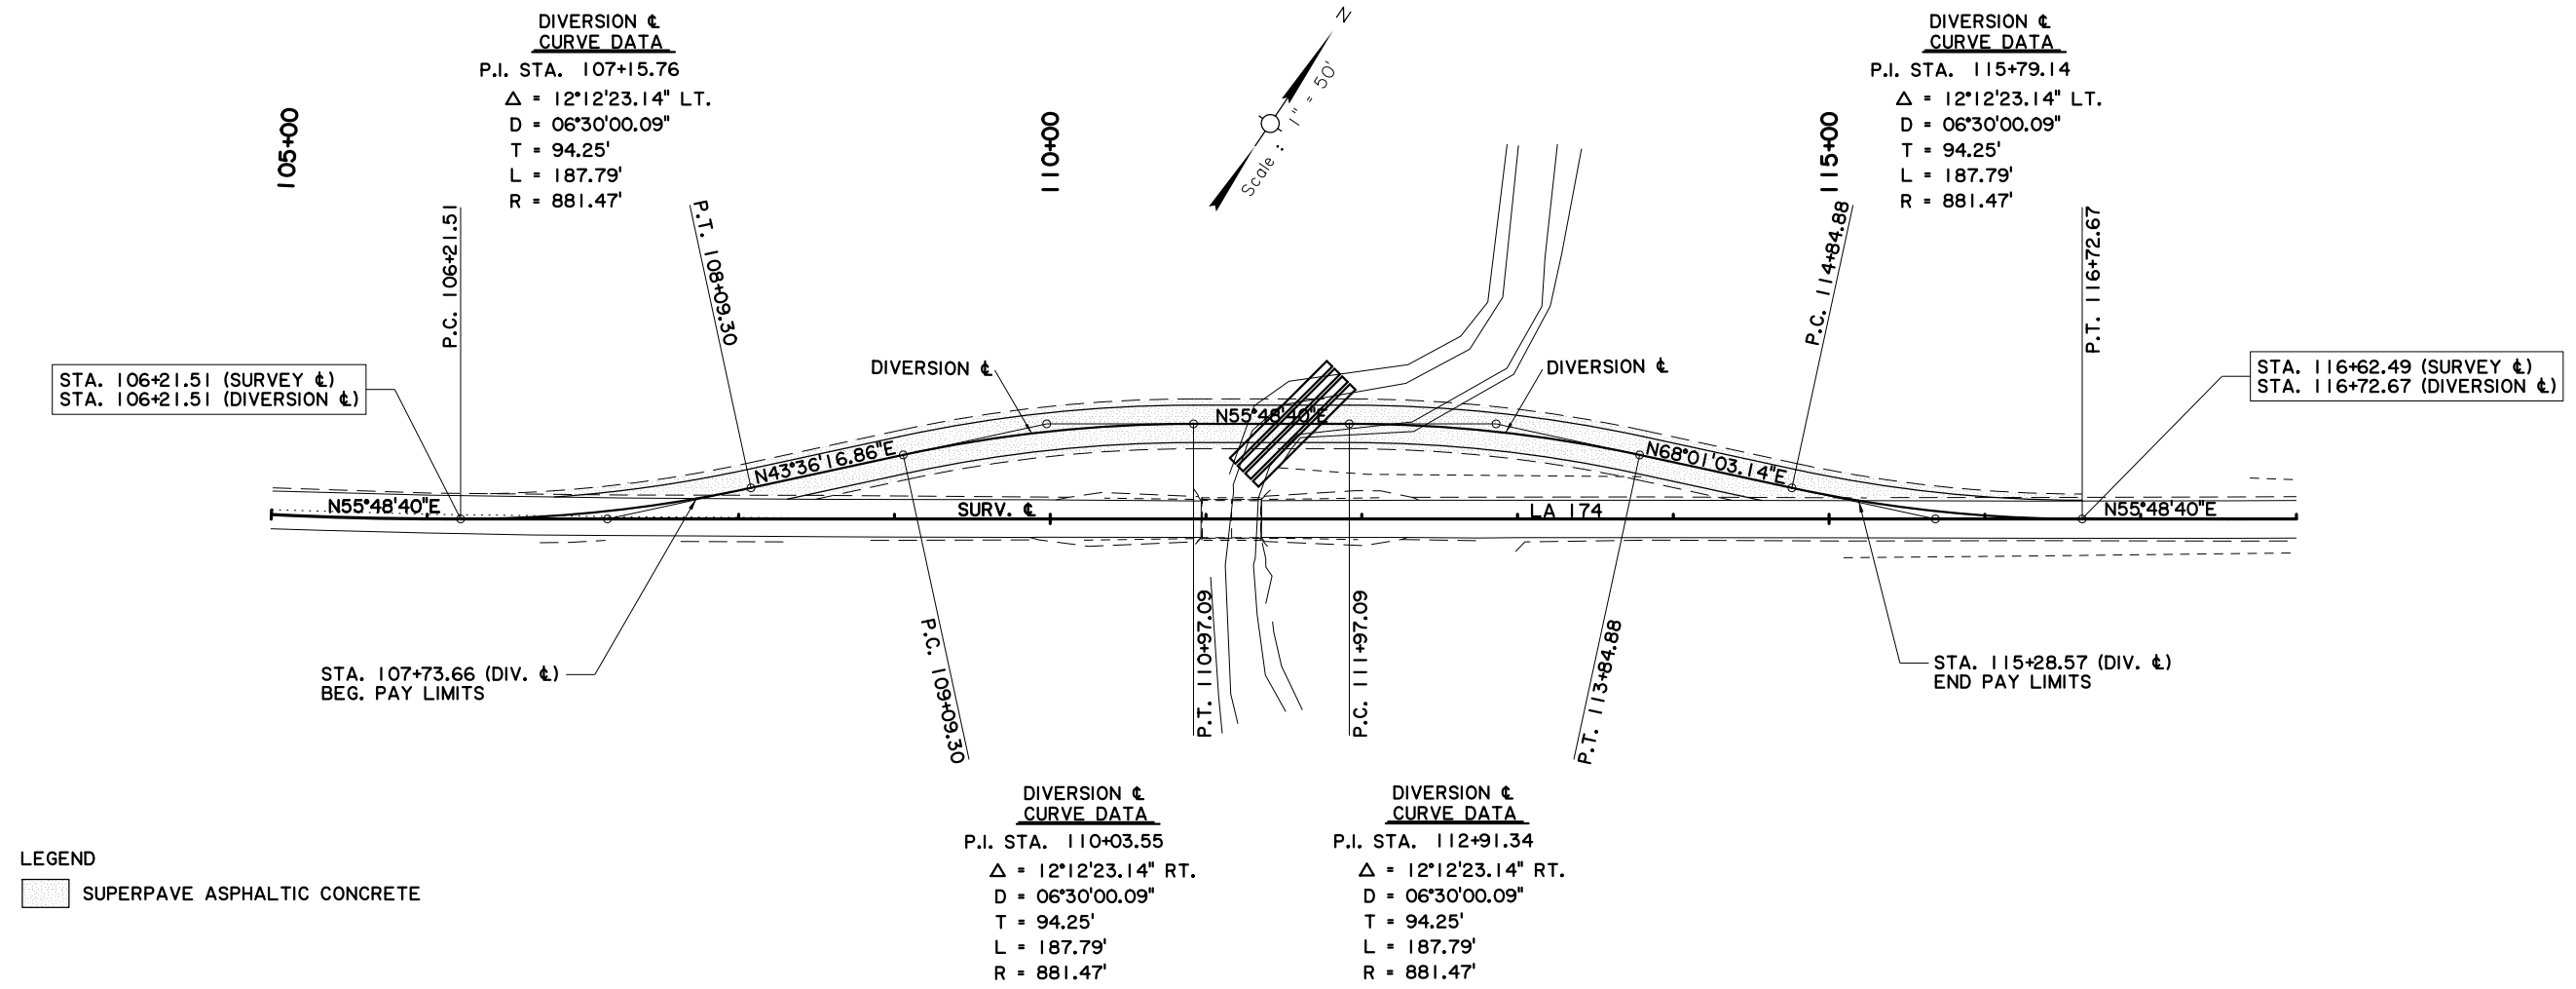 DIVERSION ℄
CURVE DATA
P.I. STA. 107+15.76
Δ = 12°12'23.14" LT.
D = 06°30'00.09"
T = 94.25'
L = 187.79'
R = 881.47'
N
Scale : 1" = 50'
DIVERSION ℄
CURVE DATA
P.I. STA. 115+79.14
Δ = 12°12'23.14" LT.
D = 06°30'00.09"
T = 94.25'
L = 187.79'
R = 881.47'
105+00
110+00
115+00
P.C. 106+21.51
P.T. 108+09.30
P.C. 114+84.88
P.T. 116+72.67
STA. 106+21.51 (SURVEY ℄)
STA. 106+21.51 (DIVERSION ℄)
DIVERSION ℄
DIVERSION ℄
STA. 116+62.49 (SURVEY ℄)
STA. 116+72.67 (DIVERSION ℄)
N55°48'40"E
N43°36'16.86"E
N68°01'03.14"E
N55°48'40"E
SURV. ℄
LA 174
N55°48'40"E
P.C. 109+09.30
P.T. 110+97.09
P.C. 111+97.09
P.T. 113+84.88
STA. 107+73.66 (DIV. ℄)
BEG. PAY LIMITS
STA. 115+28.57 (DIV. ℄)
END PAY LIMITS
DIVERSION ℄
CURVE DATA
P.I. STA. 110+03.55
Δ = 12°12'23.14" RT.
D = 06°30'00.09"
T = 94.25'
L = 187.79'
R = 881.47'
DIVERSION ℄
CURVE DATA
P.I. STA. 112+91.34
Δ = 12°12'23.14" RT.
D = 06°30'00.09"
T = 94.25'
L = 187.79'
R = 881.47'
LEGEND
SUPERPAVE ASPHALTIC CONCRETE